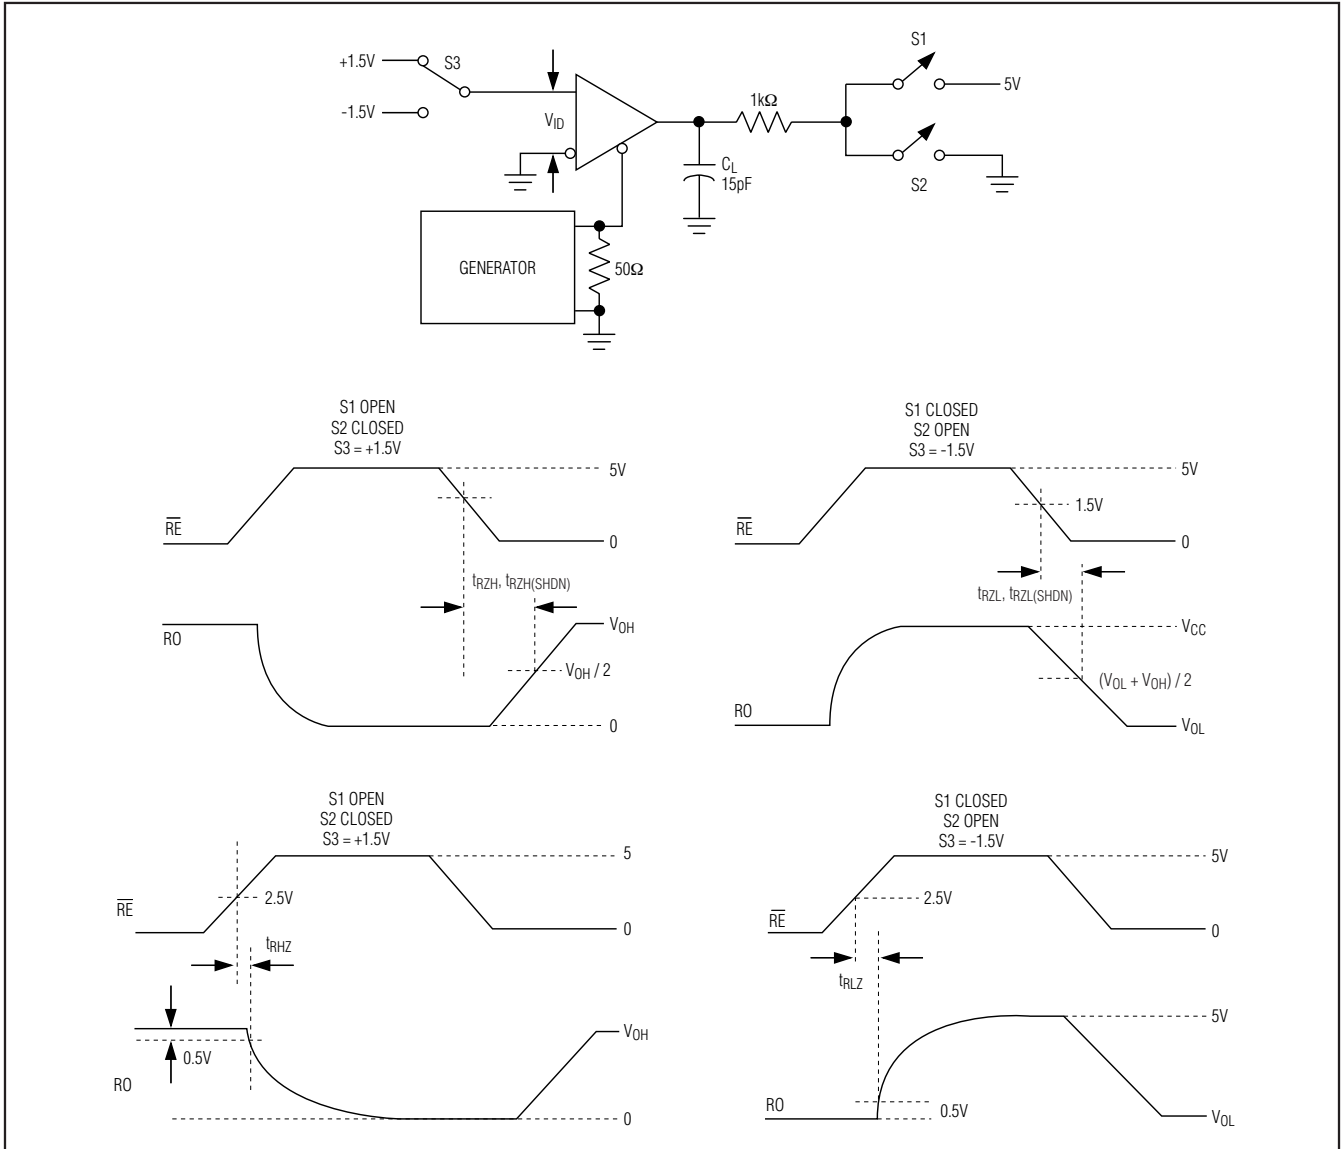 +1.5V
S3
-1.5V
V_ID
S1
5V
1kΩ
S2
C_L
15pF
GENERATOR
50Ω
S1 OPEN
S2 CLOSED
S3 = +1.5V
5V
R̅E̅
0
t_RZH, t_RZH(SHDN)
RO
V_OH
V_OH / 2
0
S1 CLOSED
S2 OPEN
S3 = -1.5V
5V
1.5V
R̅E̅
0
t_RZL, t_RZL(SHDN)
V_CC
(V_OL + V_OH) / 2
RO
V_OL
S1 OPEN
S2 CLOSED
S3 = +1.5V
5
2.5V
R̅E̅
0
t_RHZ
V_OH
0.5V
RO
0
S1 CLOSED
S2 OPEN
S3 = -1.5V
5V
2.5V
R̅E̅
0
t_RLZ
5V
RO
0.5V
V_OL